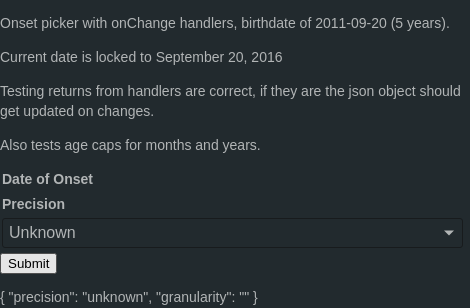 Onset picker with onChange handlers, birthdate of 2011-09-20 (5 years).
Current date is locked to September 20, 2016
Testing returns from handlers are correct, if they are the json object should
get updated on changes.
Also tests age caps for months and years.
Date of Onset
Precision
Unknown
Submit
{ "precision": "unknown", "granularity": "" }